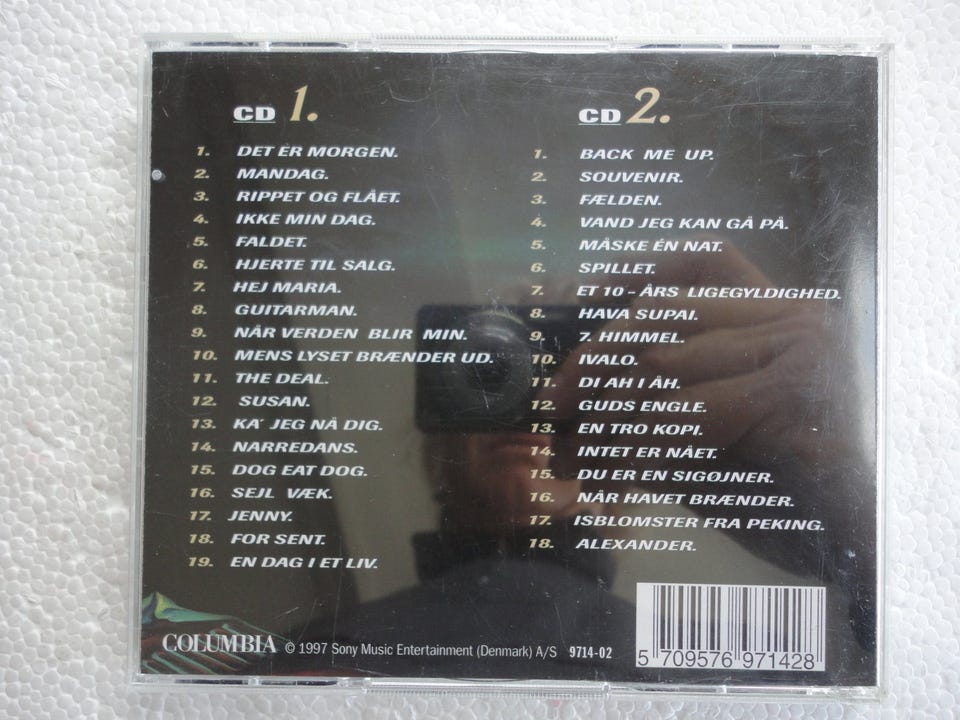 CD 1.
1. DET ER MORGEN.
2. MANDAG.
3. RIPPET OG FLÅET.
4. IKKE MIN DAG.
5. FALDET.
6. HJERTE TIL SALG.
7. HEJ MARIA.
8. GUITARMAN.
9. NÅR VERDEN BLIR MIN.
10. MENS LYSET BRÆNDER UD.
11. THE DEAL.
12. SUSAN.
13. KA' JEG NÅ DIG.
14. NARREDANS.
15. DOG EAT DOG.
16. SEJL VÆK.
17. JENNY.
18. FOR SENT.
19. EN DAG I ET LIV.
CD 2.
1. BACK ME UP.
2. SOUVENIR.
3. FÆLDEN.
4. VAND JEG KAN GÅ PÅ.
5. MÅSKE ÉN NAT.
6. SPILLET.
7. ET 10 - ÅRS LIGEGYLDIGHED.
8. HAVA SUPAI.
9. 7. HIMMEL.
10. IVALO.
11. DI AH I ÅH.
12. GUDS ENGLE.
13. EN TRO KOPI.
14. INTET ER NÅET.
15. DU ER EN SIGØJNER.
16. NÅR HAVET BRÆNDER.
17. ISBLOMSTER FRA PEKING.
18. ALEXANDER.
COLUMBIA © 1997 Sony Music Entertainment (Denmark) A/S 9714-02
5 709576 971428